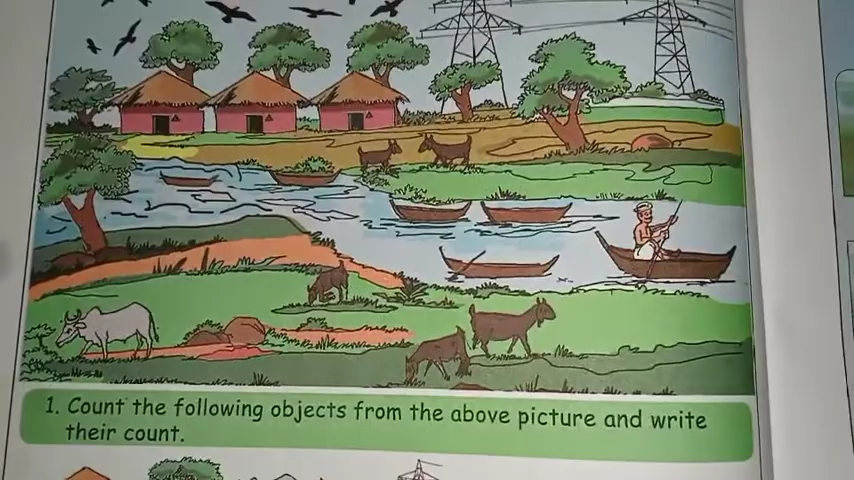 1. Count the following objects from the above picture and write
their count.